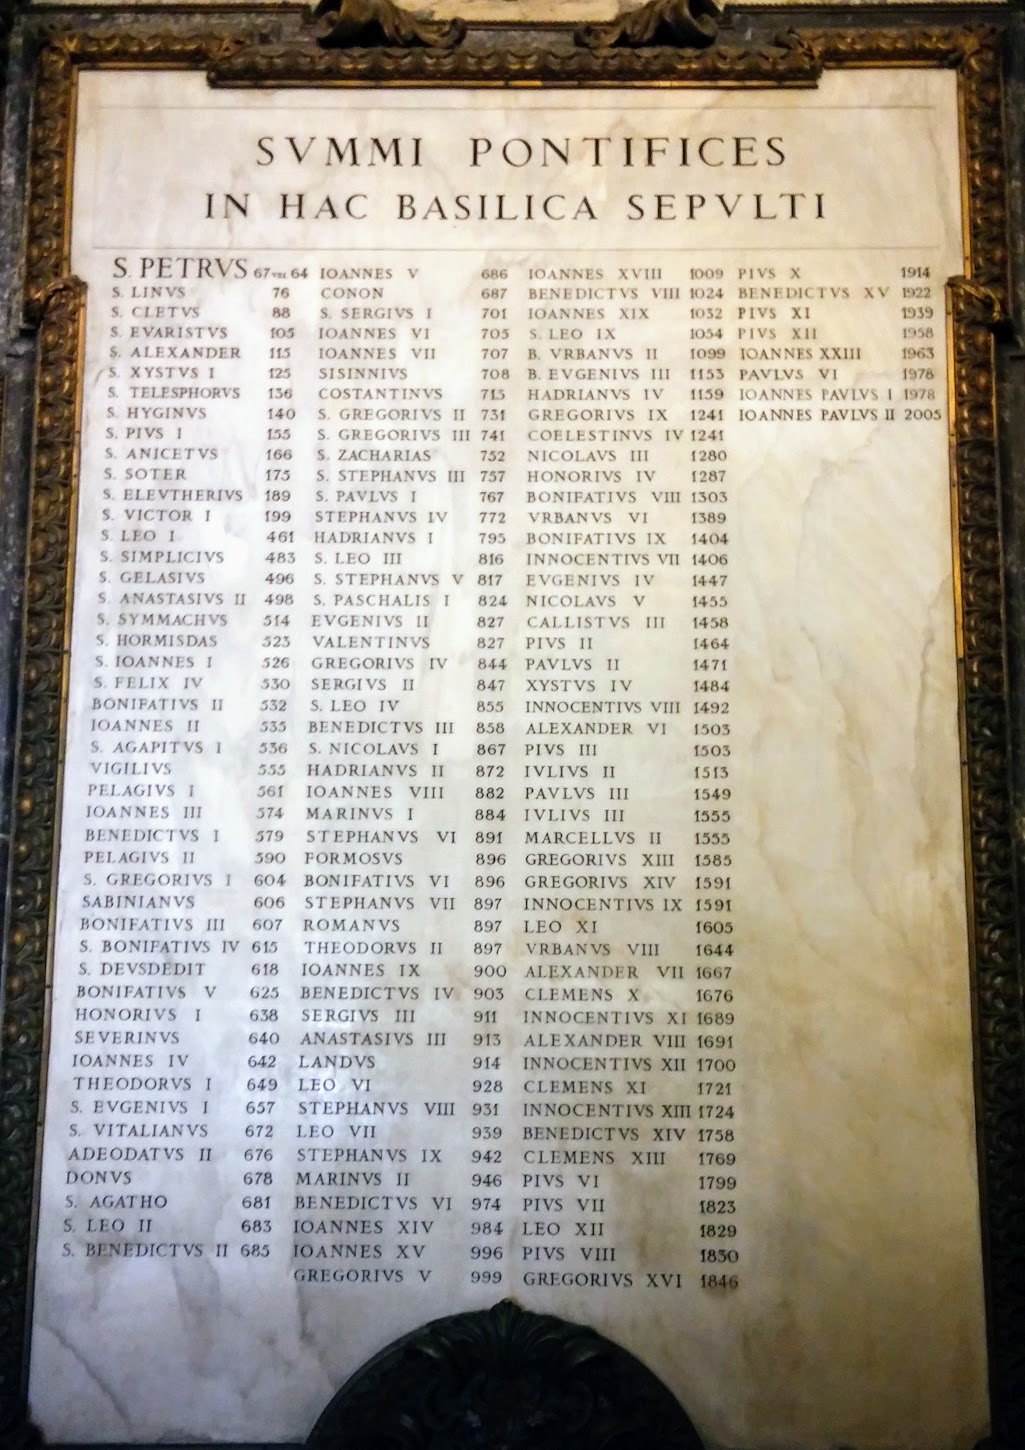 SVMMI PONTIFICES
IN HAC BASILICA SEPVLTI
S. PETRVS 67 VEL 64
S. LINVS 76
S. CLETVS 88
S. EVARISTVS 105
S. ALEXANDER 115
S. XYSTVS I 125
S. TELESPHORVS 136
S. HYGINVS 140
S. PIVS I 155
S. ANICETVS 166
S. SOTER 175
S. ELEVTHERIVS 189
S. VICTOR I 199
S. LEO I 461
S. SIMPLICIVS 483
S. GELASIVS 496
S. ANASTASIVS II 498
S. SYMMACHVS 514
S. HORMISDAS 523
S. IOANNES I 526
S. FELIX IV 530
BONIFATIVS II 532
IOANNES II 535
S. AGAPITVS I 536
VIGILIVS 555
PELAGIVS I 561
IOANNES III 574
BENEDICTVS I 579
PELAGIVS II 590
S. GREGORIVS I 604
SABINIANVS 606
BONIFATIVS III 607
S. BONIFATIVS IV 615
S. DEVSDEDIT 618
BONIFATIVS V 625
HONORIVS I 638
SEVERINVS 640
IOANNES IV 642
THEODORVS I 649
S. EVGENIVS I 657
S. VITALIANVS 672
ADEODATVS II 676
DONVS 678
S. AGATHO 681
S. LEO II 683
S. BENEDICTVS II 685
IOANNES V 686
CONON 687
S. SERGIVS I 701
IOANNES VI 705
IOANNES VII 707
SISINNIVS 708
COSTANTINVS 715
S. GREGORIVS II 731
S. GREGORIVS III 741
S. ZACHARIAS 752
S. STEPHANVS III 757
S. PAVLVS I 767
STEPHANVS IV 772
HADRIANVS I 795
S. LEO III 816
S. STEPHANVS V 817
S. PASCHALIS I 824
EVGENIVS II 827
VALENTINVS 827
GREGORIVS IV 844
SERGIVS II 847
S. LEO IV 855
BENEDICTVS III 858
S. NICOLAVS I 867
HADRIANVS II 872
IOANNES VIII 882
MARINVS I 884
STEPHANVS VI 891
FORMOSVS 896
BONIFATIVS VI 896
STEPHANVS VII 897
ROMANVS 897
THEODORVS II 897
IOANNES IX 900
BENEDICTVS IV 903
SERGIVS III 911
ANASTASIVS III 913
LANDVS 914
LEO VI 928
STEPHANVS VIII 931
LEO VII 939
STEPHANVS IX 942
MARINVS II 946
BENEDICTVS VI 974
IOANNES XIV 984
IOANNES XV 996
GREGORIVS V 999
IOANNES XVIII 1009
BENEDICTVS VIII 1024
IOANNES XIX 1032
S. LEO IX 1054
B. VRBANVS II 1099
B. EVGENIVS III 1153
HADRIANVS IV 1159
GREGORIVS IX 1241
COELESTINVS IV 1241
NICOLAVS III 1280
HONORIVS IV 1287
BONIFATIVS VIII 1303
VRBANVS VI 1389
BONIFATIVS IX 1404
INNOCENTIVS VII 1406
EVGENIVS IV 1447
NICOLAVS V 1455
CALLISTVS III 1458
PIVS II 1464
PAVLVS II 1471
XYSTVS IV 1484
INNOCENTIVS VIII 1492
ALEXANDER VI 1503
PIVS III 1503
IVLIVS II 1513
PAVLVS III 1549
IVLIVS III 1555
MARCELLVS II 1555
GREGORIVS XIII 1585
GREGORIVS XIV 1591
INNOCENTIVS IX 1591
LEO XI 1605
VRBANVS VIII 1644
ALEXANDER VII 1667
CLEMENS X 1676
INNOCENTIVS XI 1689
ALEXANDER VIII 1691
INNOCENTIVS XII 1700
CLEMENS XI 1721
INNOCENTIVS XIII 1724
BENEDICTVS XIV 1758
CLEMENS XIII 1769
PIVS VI 1799
PIVS VII 1823
LEO XII 1829
PIVS VIII 1830
GREGORIVS XVI 1846
PIVS X 1914
BENEDICTVS XV 1922
PIVS XI 1939
PIVS XII 1958
IOANNES XXIII 1963
PAVLVS VI 1978
IOANNES PAVLVS I 1978
IOANNES PAVLVS II 2005